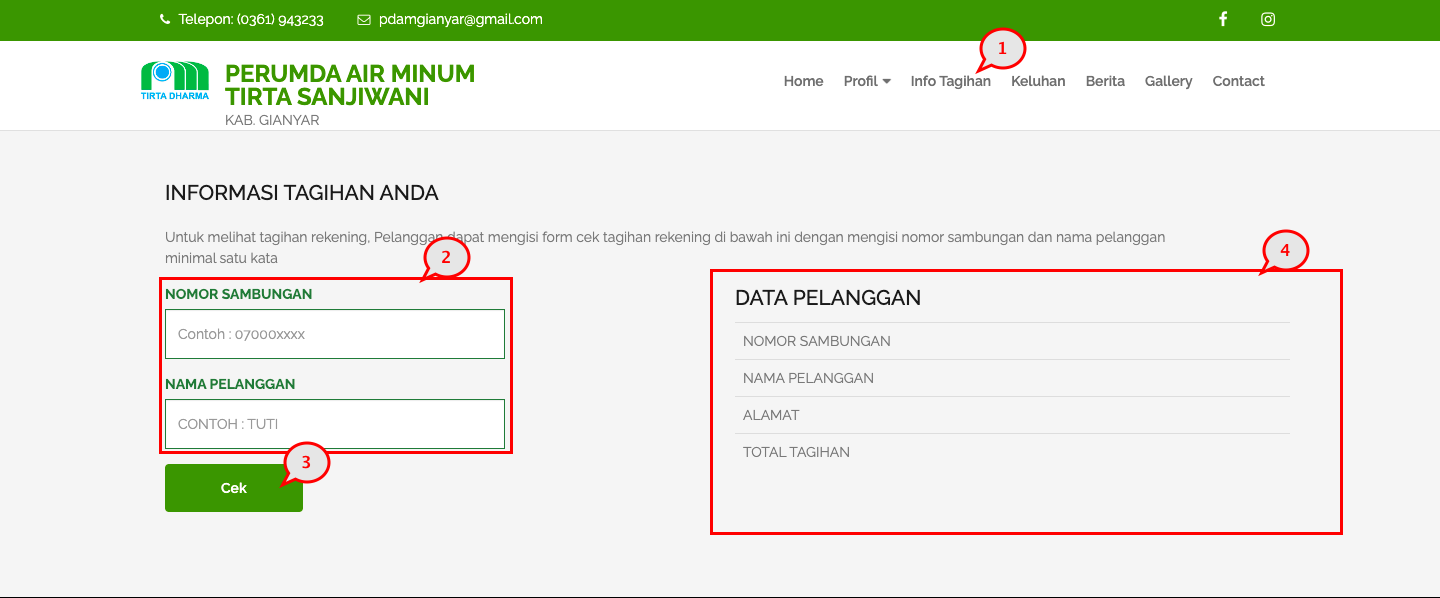 Telepon: (0361) 943233 pdamgianyar@gmail.com
1
PERUMDA AIR MINUM
TIRTA SANJIWANI
KAB. GIANYAR
TIRTA DHARMA
Home Profil Info Tagihan Keluhan Berita Gallery Contact
INFORMASI TAGIHAN ANDA
Untuk melihat tagihan rekening, Pelanggan dapat mengisi form cek tagihan rekening di bawah ini dengan mengisi nomor sambungan dan nama pelanggan
minimal satu kata
2
NOMOR SAMBUNGAN
Contoh : 07000xxxx
NAMA PELANGGAN
CONTOH : TUTI
3
Cek
4
DATA PELANGGAN
NOMOR SAMBUNGAN
NAMA PELANGGAN
ALAMAT
TOTAL TAGIHAN